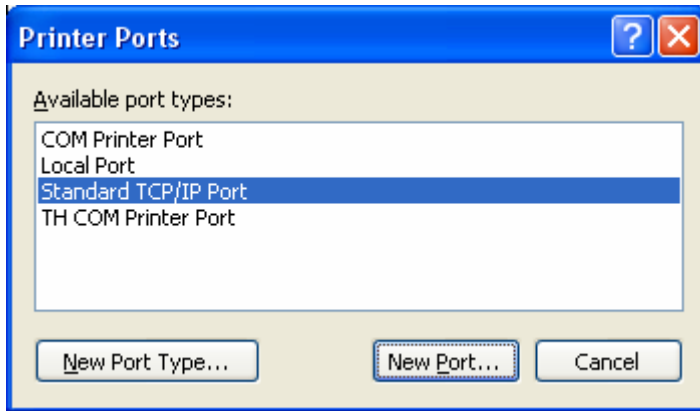 Printer Ports
Available port types:
COM Printer Port
Local Port
Standard TCP/IP Port
TH COM Printer Port
New Port Type... New Port... Cancel